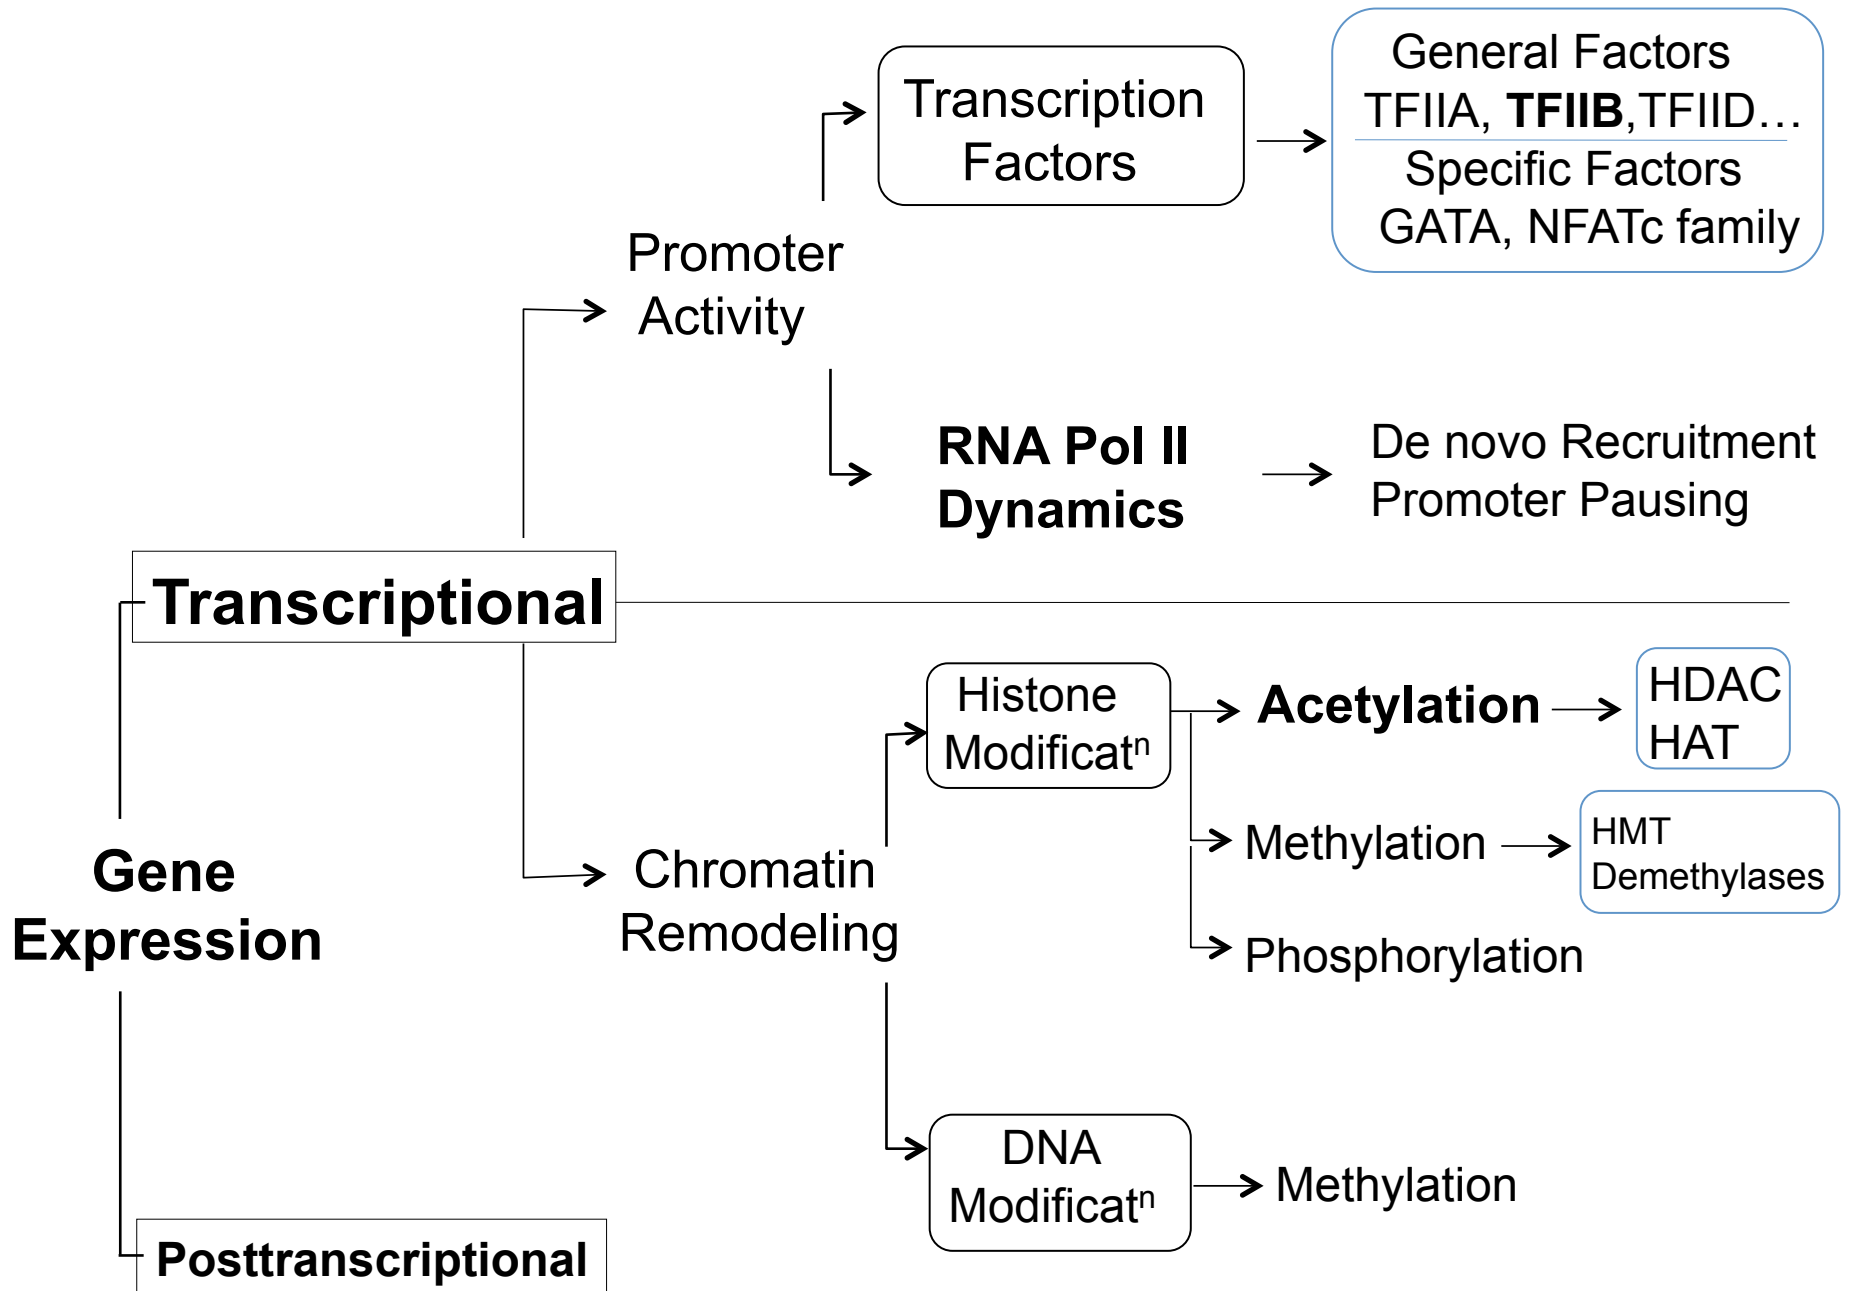 General Factors
TFIIA, TFIIB,TFIID…
Specific Factors
GATA, NFATc family
Transcription
Factors
Promoter
Activity
RNA Pol II
Dynamics
De novo Recruitment
Promoter Pausing
Transcriptional
Histone
Modificatⁿ
Acetylation
HDAC
HAT
Methylation
HMT
Demethylases
Phosphorylation
Gene
Expression
Chromatin
Remodeling
DNA
Modificatⁿ
Methylation
Posttranscriptional